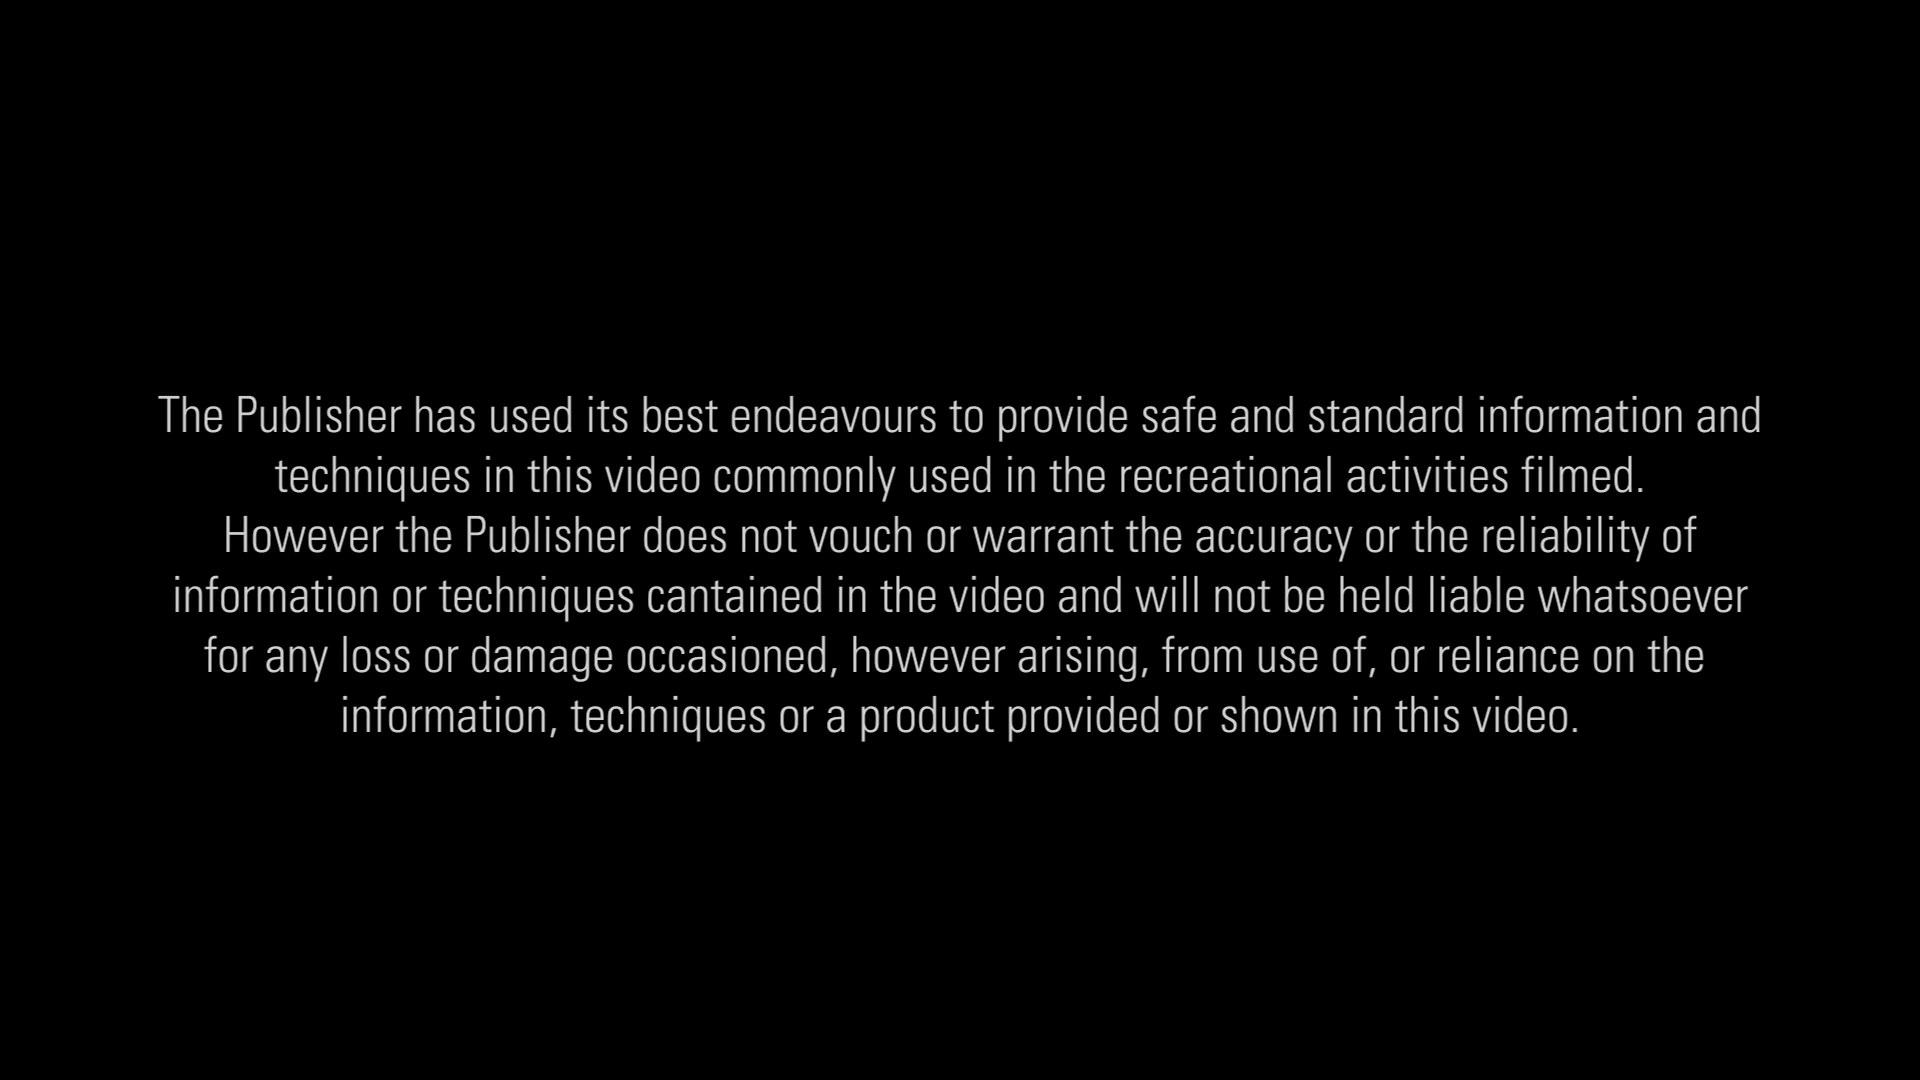 The Publisher has used its best endeavours to provide safe and standard information and
techniques in this video commonly used in the recreational activities filmed.
However the Publisher does not vouch or warrant the accuracy or the reliability of
information or techniques cantained in the video and will not be held liable whatsoever
for any loss or damage occasioned, however arising, from use of, or reliance on the
information, techniques or a product provided or shown in this video.